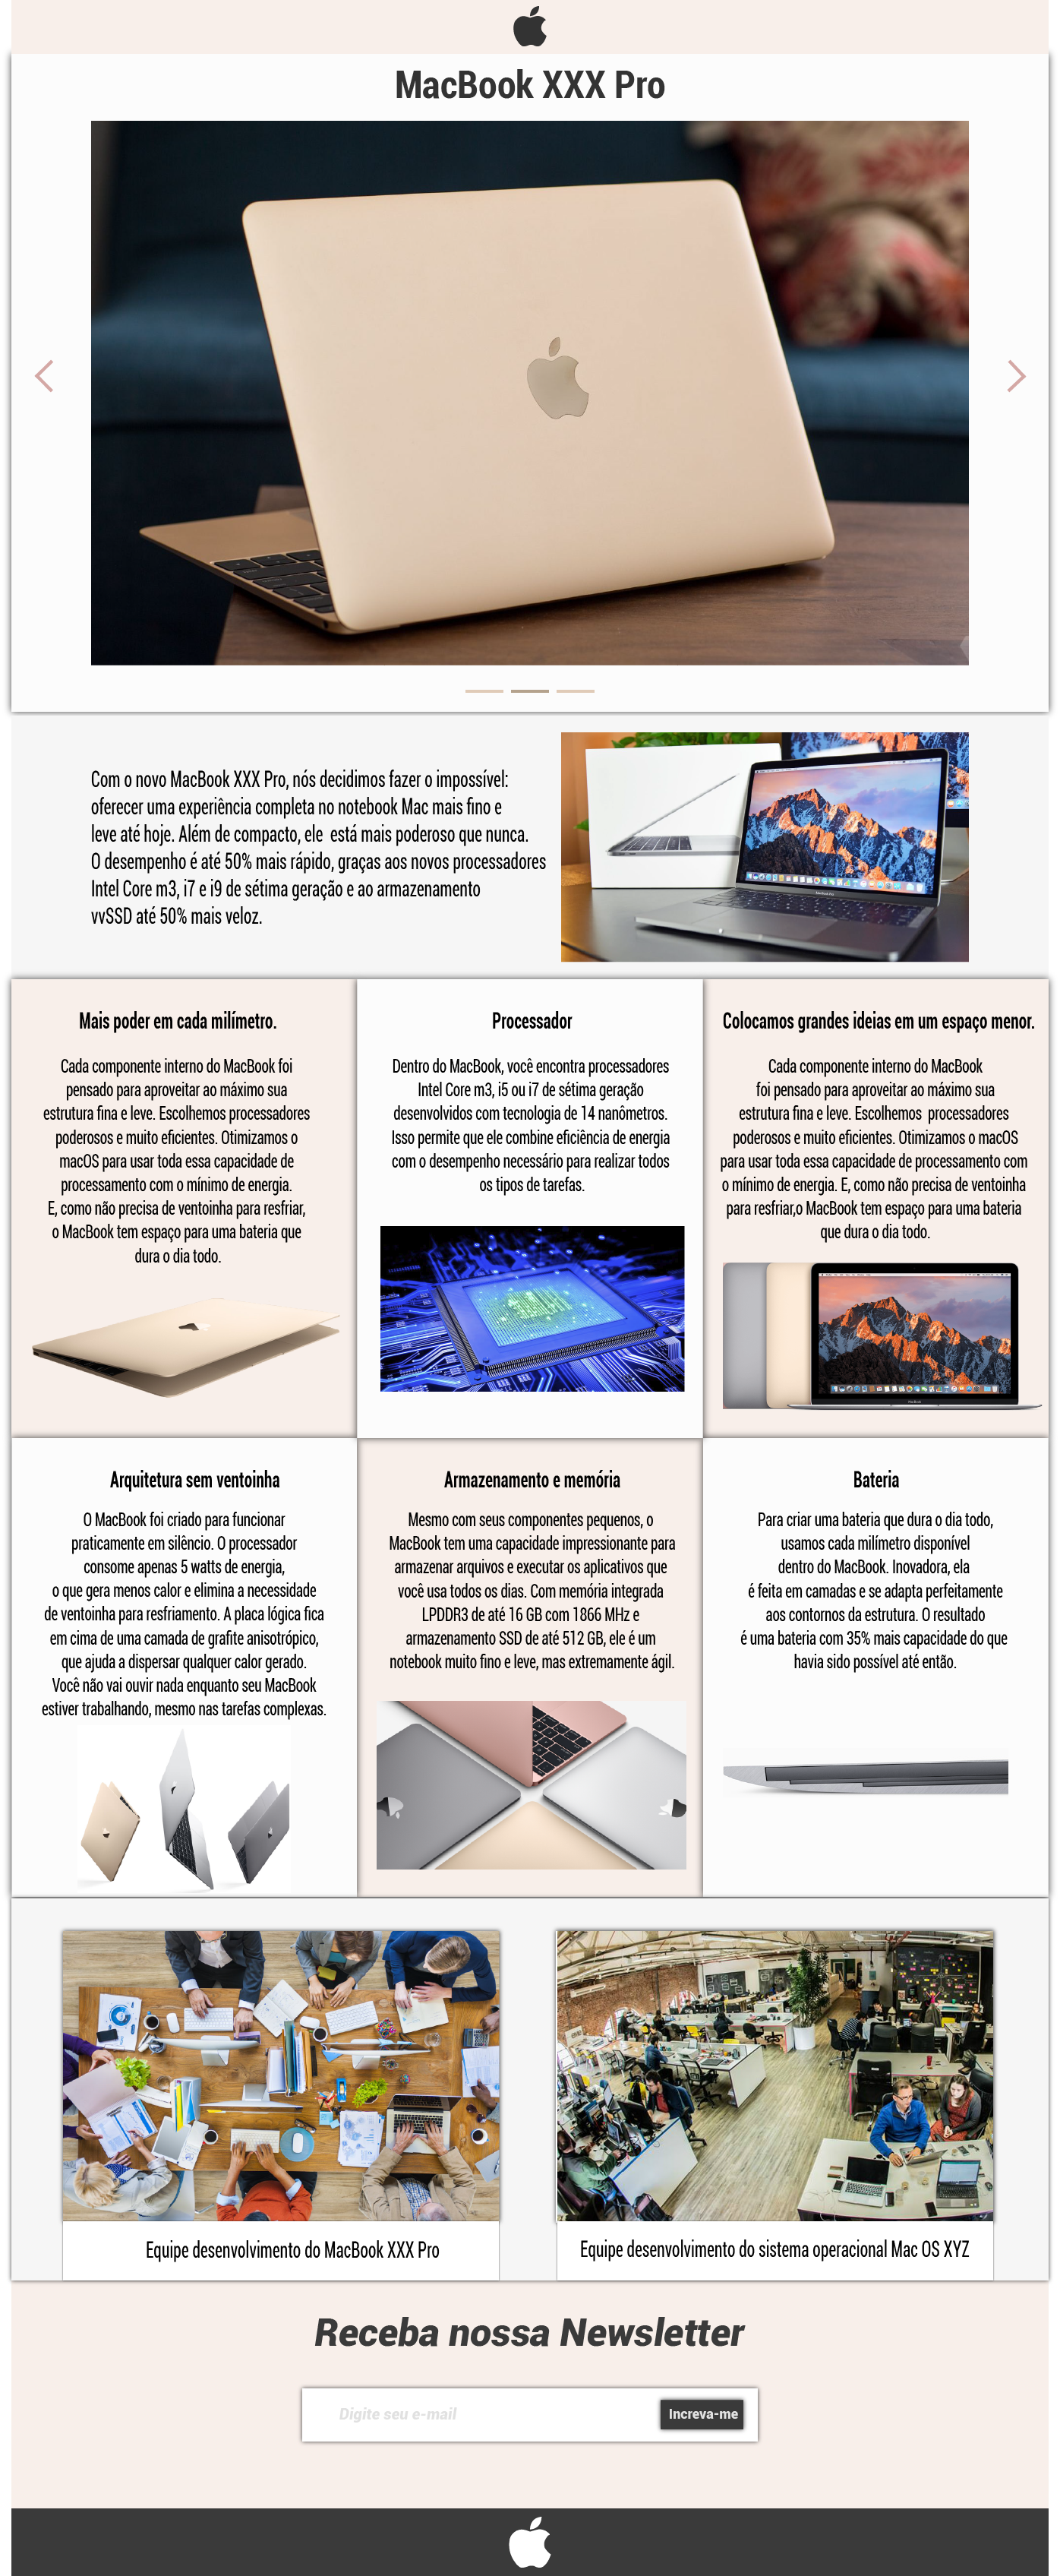 MacBook XXX Pro
Com o novo MacBook XXX Pro, nós decidimos fazer o impossível:
oferecer uma experiência completa no notebook Mac mais fino e
leve até hoje. Além de compacto, ele está mais poderoso que nunca.
O desempenho é até 50% mais rápido, graças aos novos processadores
Intel Core m3, i7 e i9 de sétima geração e ao armazenamento
vvSSD até 50% mais veloz.
Mais poder em cada milímetro.
Cada componente interno do MacBook foi
pensado para aproveitar ao máximo sua
estrutura fina e leve. Escolhemos processadores
poderosos e muito eficientes. Otimizamos o
macOS para usar toda essa capacidade de
processamento com o mínimo de energia.
E, como não precisa de ventoinha para resfriar,
o MacBook tem espaço para uma bateria que
dura o dia todo.
Processador
Dentro do MacBook, você encontra processadores
Intel Core m3, i5 ou i7 de sétima geração
desenvolvidos com tecnologia de 14 nanômetros.
Isso permite que ele combine eficiência de energia
com o desempenho necessário para realizar todos
os tipos de tarefas.
Colocamos grandes ideias em um espaço menor.
Cada componente interno do MacBook
foi pensado para aproveitar ao máximo sua
estrutura fina e leve. Escolhemos processadores
poderosos e muito eficientes. Otimizamos o macOS
para usar toda essa capacidade de processamento com
o mínimo de energia. E, como não precisa de ventoinha
para resfriar,o MacBook tem espaço para uma bateria
que dura o dia todo.
Arquitetura sem ventoinha
O MacBook foi criado para funcionar
praticamente em silêncio. O processador
consome apenas 5 watts de energia,
o que gera menos calor e elimina a necessidade
de ventoinha para resfriamento. A placa lógica fica
em cima de uma camada de grafite anisotrópico,
que ajuda a dispersar qualquer calor gerado.
Você não vai ouvir nada enquanto seu MacBook
estiver trabalhando, mesmo nas tarefas complexas.
Armazenamento e memória
Mesmo com seus componentes pequenos, o
MacBook tem uma capacidade impressionante para
armazenar arquivos e executar os aplicativos que
você usa todos os dias. Com memória integrada
LPDDR3 de até 16 GB com 1866 MHz e
armazenamento SSD de até 512 GB, ele é um
notebook muito fino e leve, mas extremamente ágil.
Bateria
Para criar uma bateria que dura o dia todo,
usamos cada milímetro disponível
dentro do MacBook. Inovadora, ela
é feita em camadas e se adapta perfeitamente
aos contornos da estrutura. O resultado
é uma bateria com 35% mais capacidade do que
havia sido possível até então.
Equipe desenvolvimento do MacBook XXX Pro
Equipe desenvolvimento do sistema operacional Mac OS XYZ
Receba nossa Newsletter
Digite seu e-mail
Increva-me